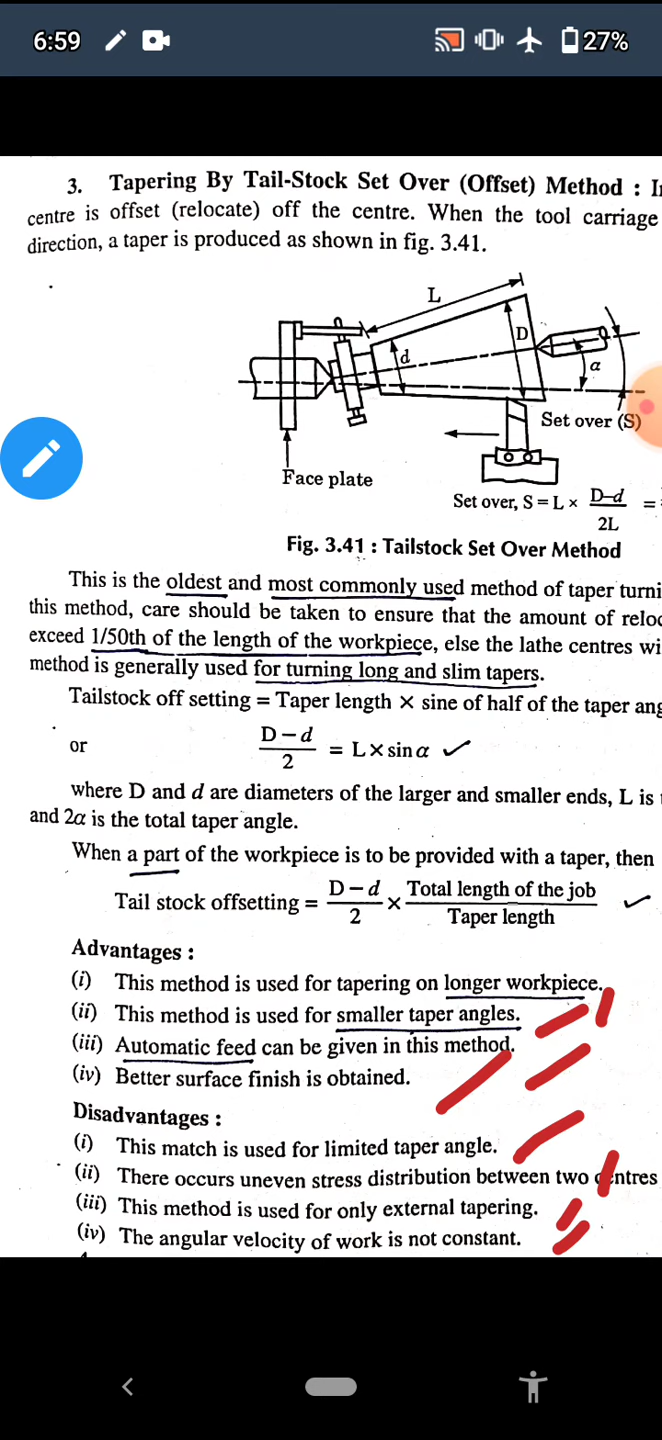 6:59
27%
3. Tapering By Tail-Stock Set Over (Offset) Method :
centre is offset (relocate) off the centre. When the tool carriage
direction, a taper is produced as shown in fig. 3.41.
L
D
d
α
Set over (S)
Face plate
Set over, S = L × D–d / 2L =
Fig. 3.41 : Tailstock Set Over Method
This is the oldest and most commonly used method of taper turni
this method, care should be taken to ensure that the amount of reloc
exceed 1/50th of the length of the workpiece, else the lathe centres wi
method is generally used for turning long and slim tapers.
Tailstock off setting = Taper length × sine of half of the taper ang
or D – d / 2 = L × sin α
where D and d are diameters of the larger and smaller ends, L is
and 2α is the total taper angle.
When a part of the workpiece is to be provided with a taper, then
Tail stock offsetting = D – d / 2 × Total length of the job / Taper length
Advantages :
(i) This method is used for tapering on longer workpiece.
(ii) This method is used for smaller taper angles.
(iii) Automatic feed can be given in this method.
(iv) Better surface finish is obtained.
Disadvantages :
(i) This match is used for limited taper angle.
(ii) There occurs uneven stress distribution between two centres
(iii) This method is used for only external tapering.
(iv) The angular velocity of work is not constant.